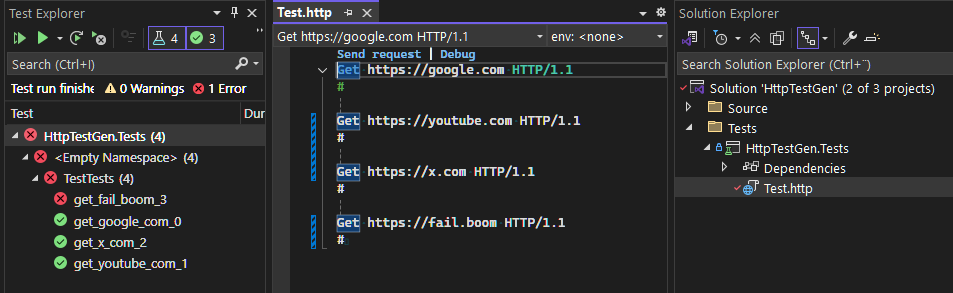 Test Explorer
4
3
Search (Ctrl+I)
Test run finishe
0 Warnings
1 Error
Test
Dur
HttpTestGen.Tests (4)
<Empty Namespace> (4)
TestTests (4)
get_fail_boom_3
get_google_com_0
get_x_com_2
get_youtube_com_1
Test.http
Get https://google.com HTTP/1.1
env: <none>
Send request | Debug
Get https://google.com HTTP/1.1
#
Get https://youtube.com HTTP/1.1
#
Get https://x.com HTTP/1.1
#
Get https://fail.boom HTTP/1.1
#
Solution Explorer
Search Solution Explorer (Ctrl+¨)
Solution 'HttpTestGen' (2 of 3 projects)
Source
Tests
HttpTestGen.Tests
Dependencies
Test.http